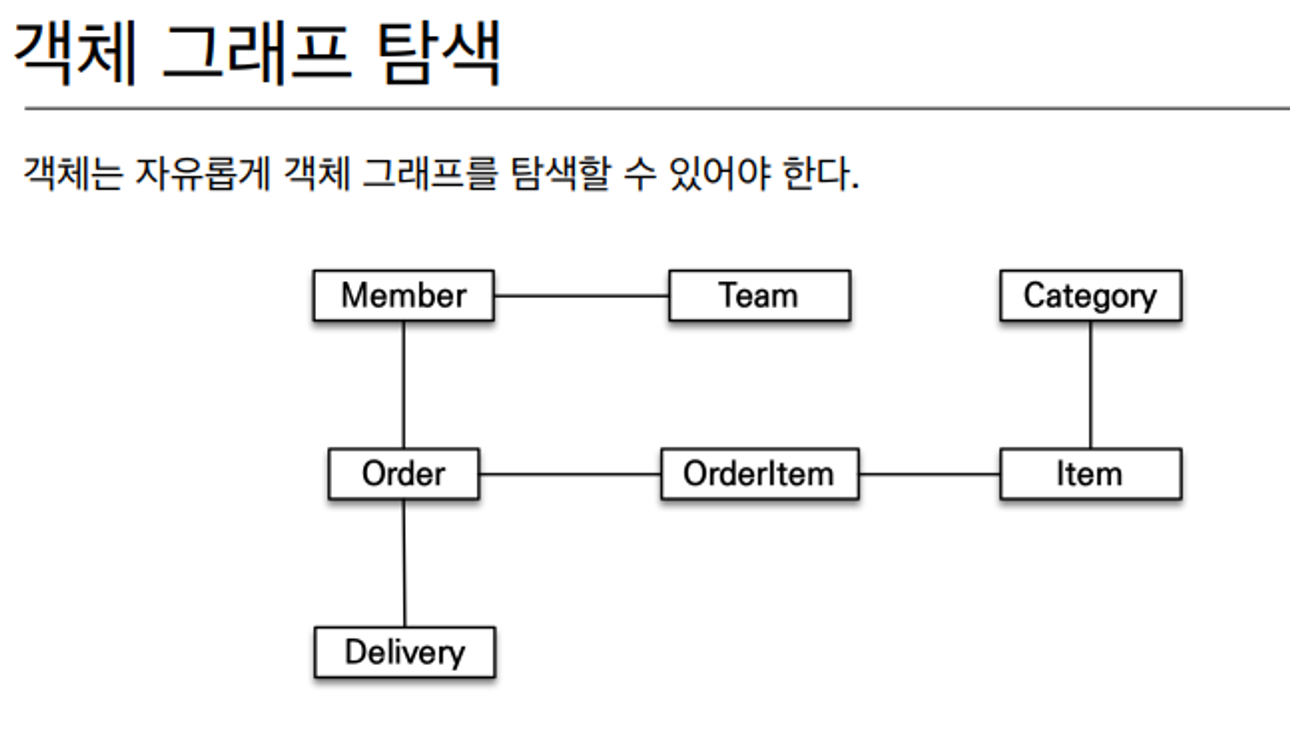 객체 그래프 탐색
객체는 자유롭게 객체 그래프를 탐색할 수 있어야 한다.
Member
Team
Category
Order
OrderItem
Item
Delivery